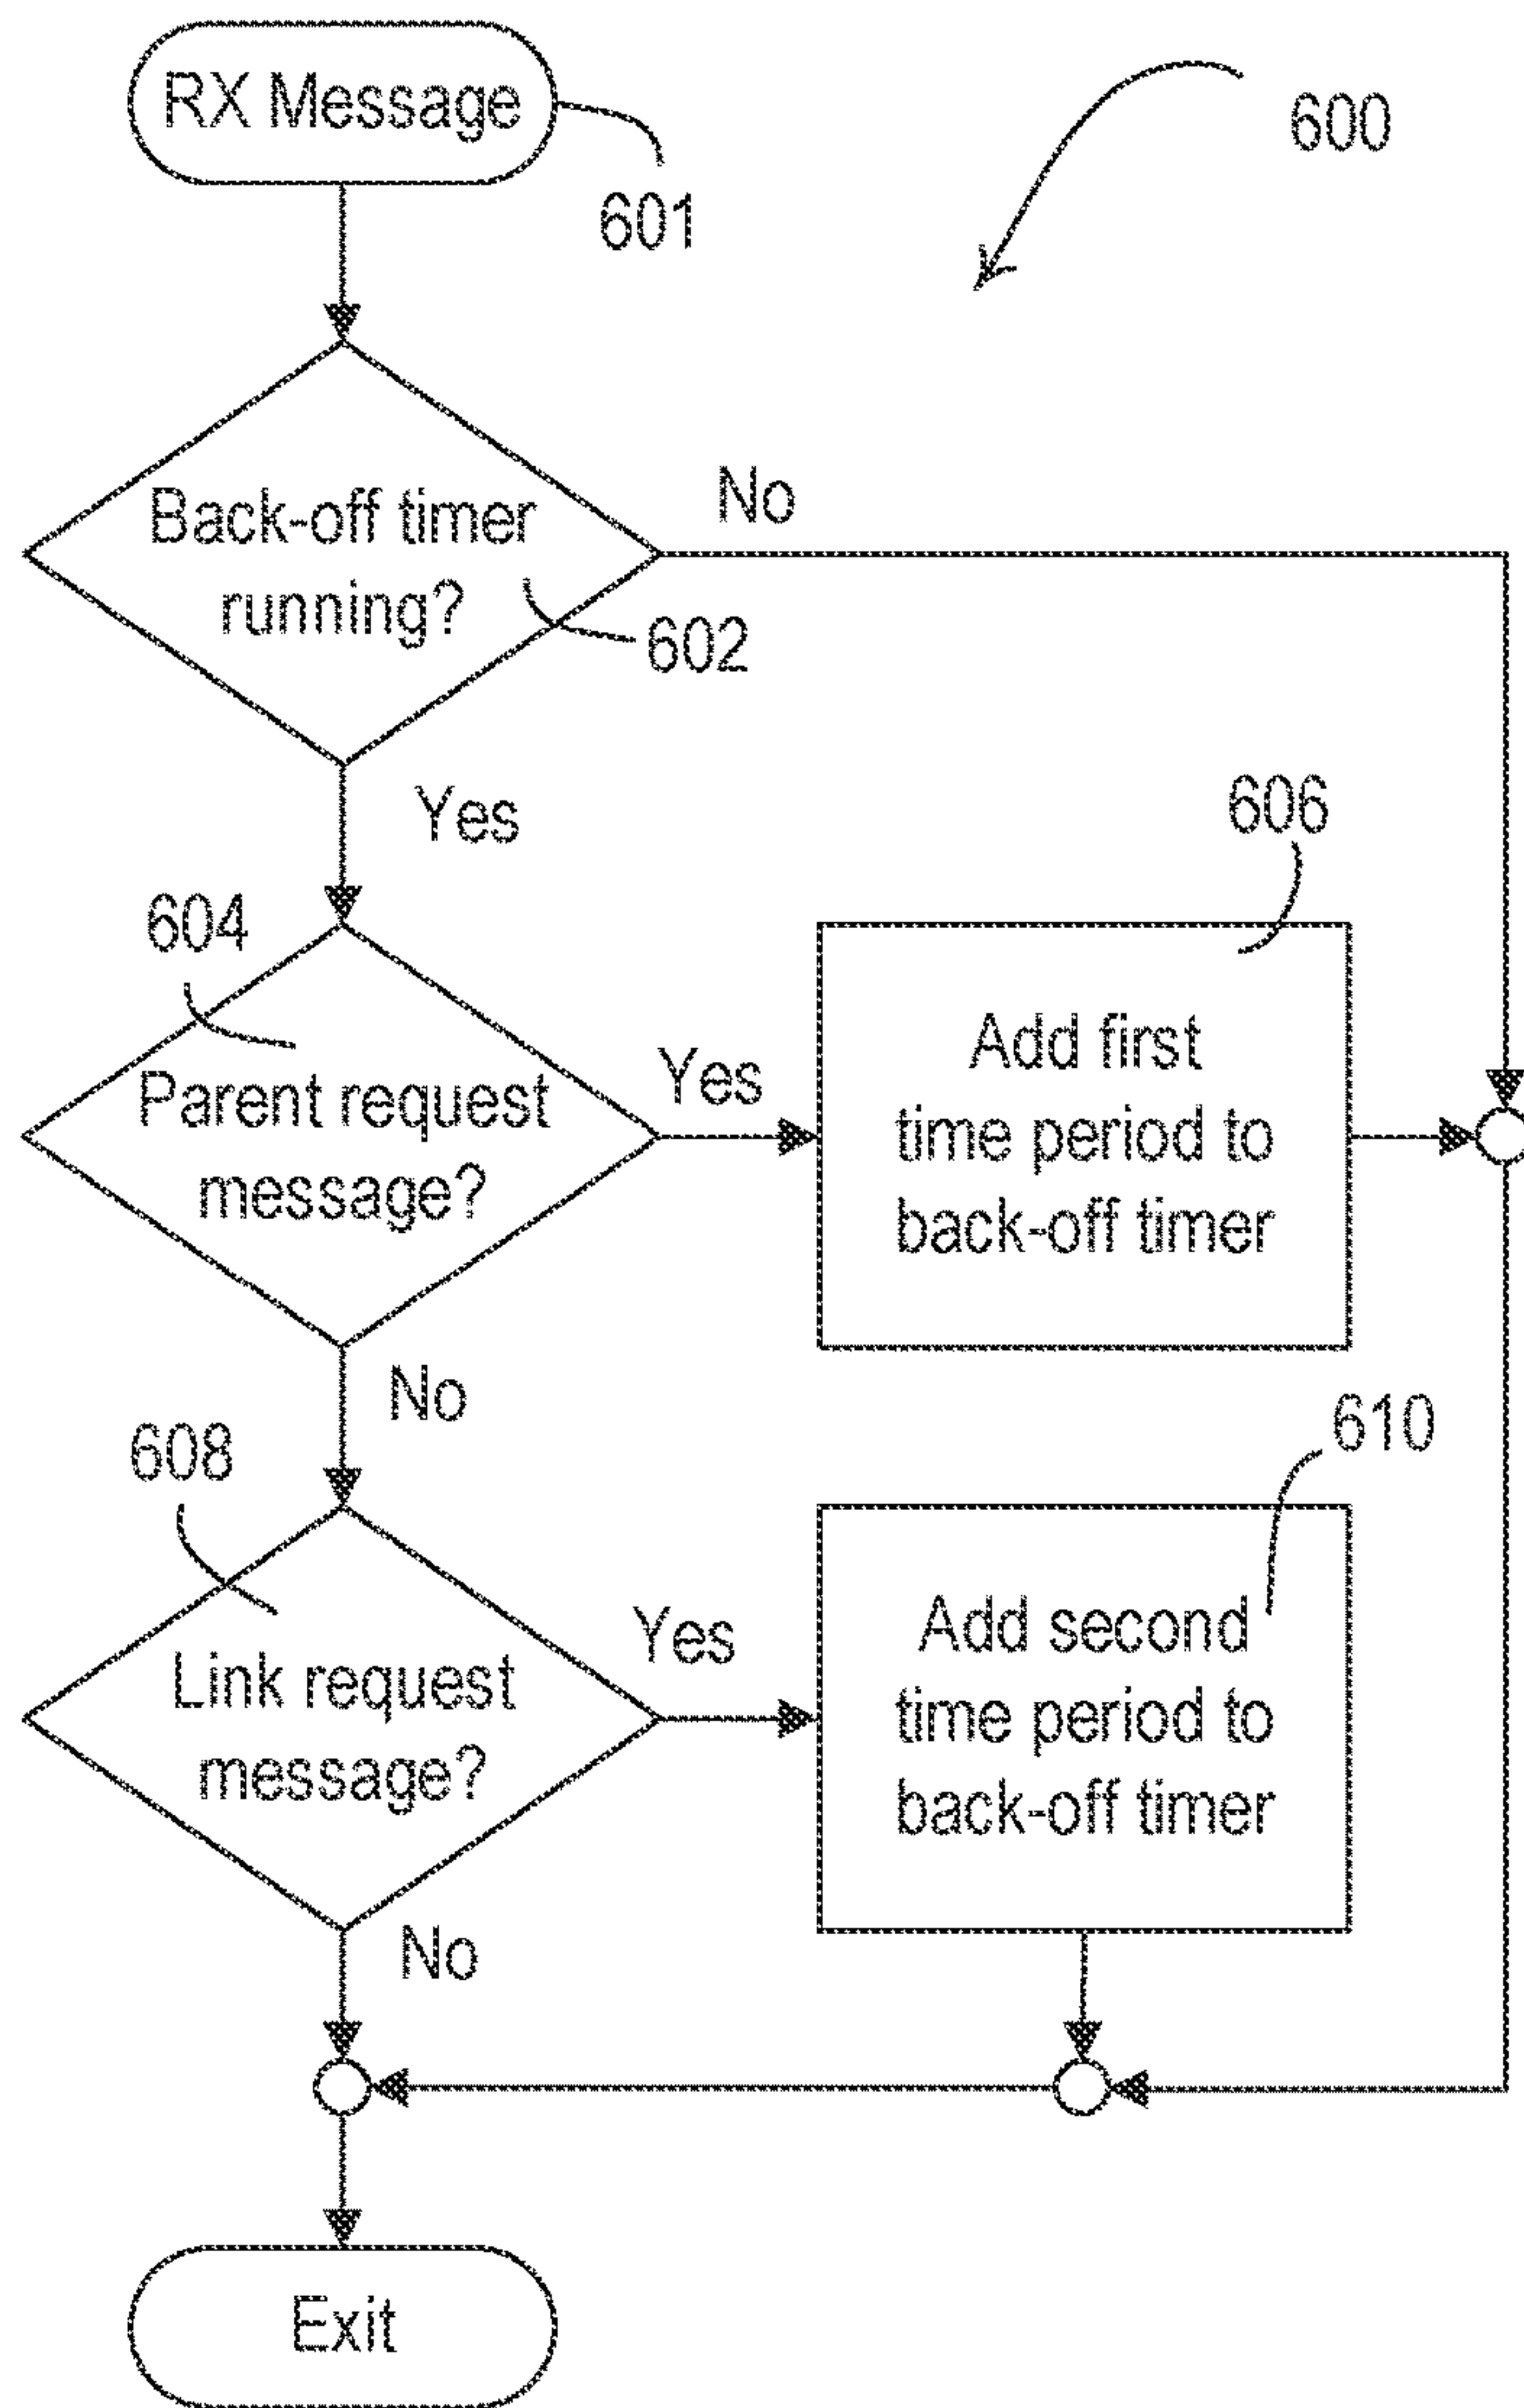 RX Message
600
601
Back-off timer
running?
No
602
Yes
606
604
Add first
time period to
back-off timer
Yes
Parent request
message?
No
610
608
Add second
time period to
back-off timer
Yes
Link request
message?
No
Exit